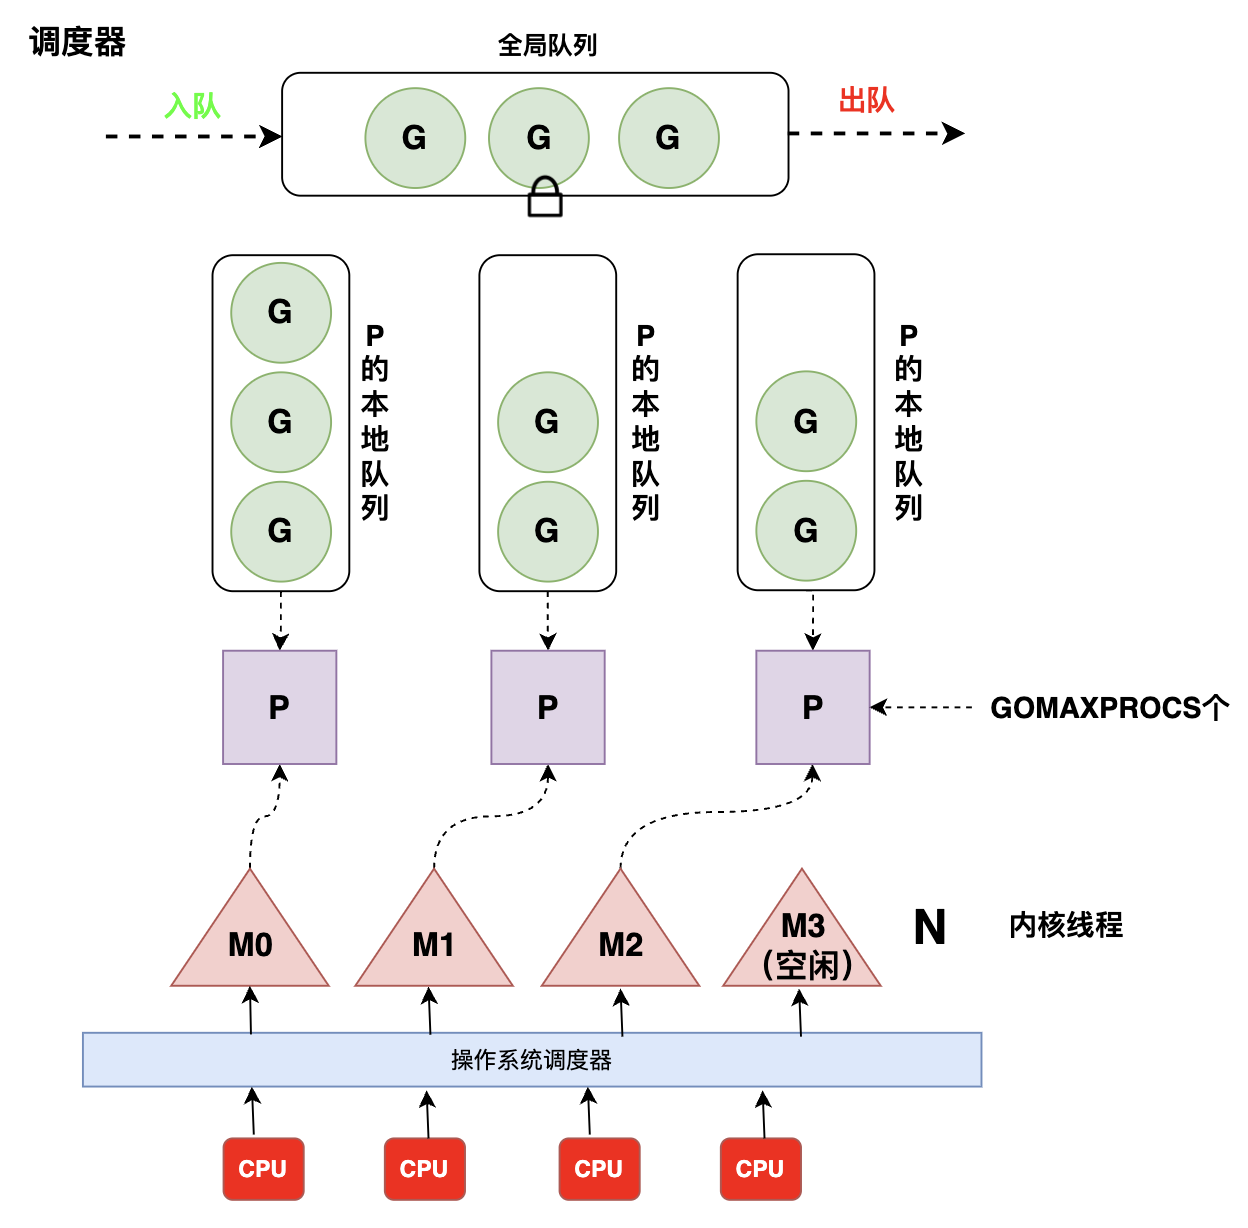 调度器
全局队列
入队
出队
G
G
G
G
G
G
P的本地队列
G
G
P的本地队列
G
G
P的本地队列
P
P
P
GOMAXPROCS个
M0
M1
M2
M3
（空闲）
N
内核线程
操作系统调度器
CPU
CPU
CPU
CPU